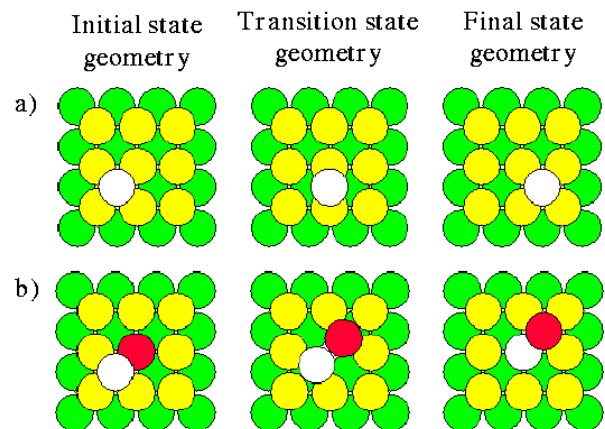 Initial state
geometry
Transition state
geometry
Final state
geometry
a)
b)